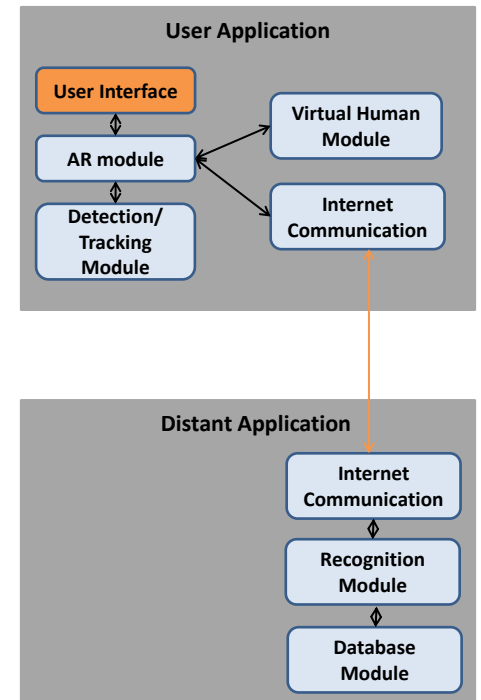 User Application
User Interface
AR module
Detection/
Tracking
Module
Virtual Human
Module
Internet
Communication
Distant Application
Internet
Communication
Recognition
Module
Database
Module